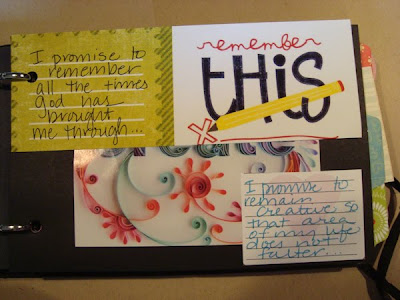 I promise to
remember
all the times
god has
brought
me through...
remember
tHis
I promise to
remain
creative so
that area
of my life
does not
falter...